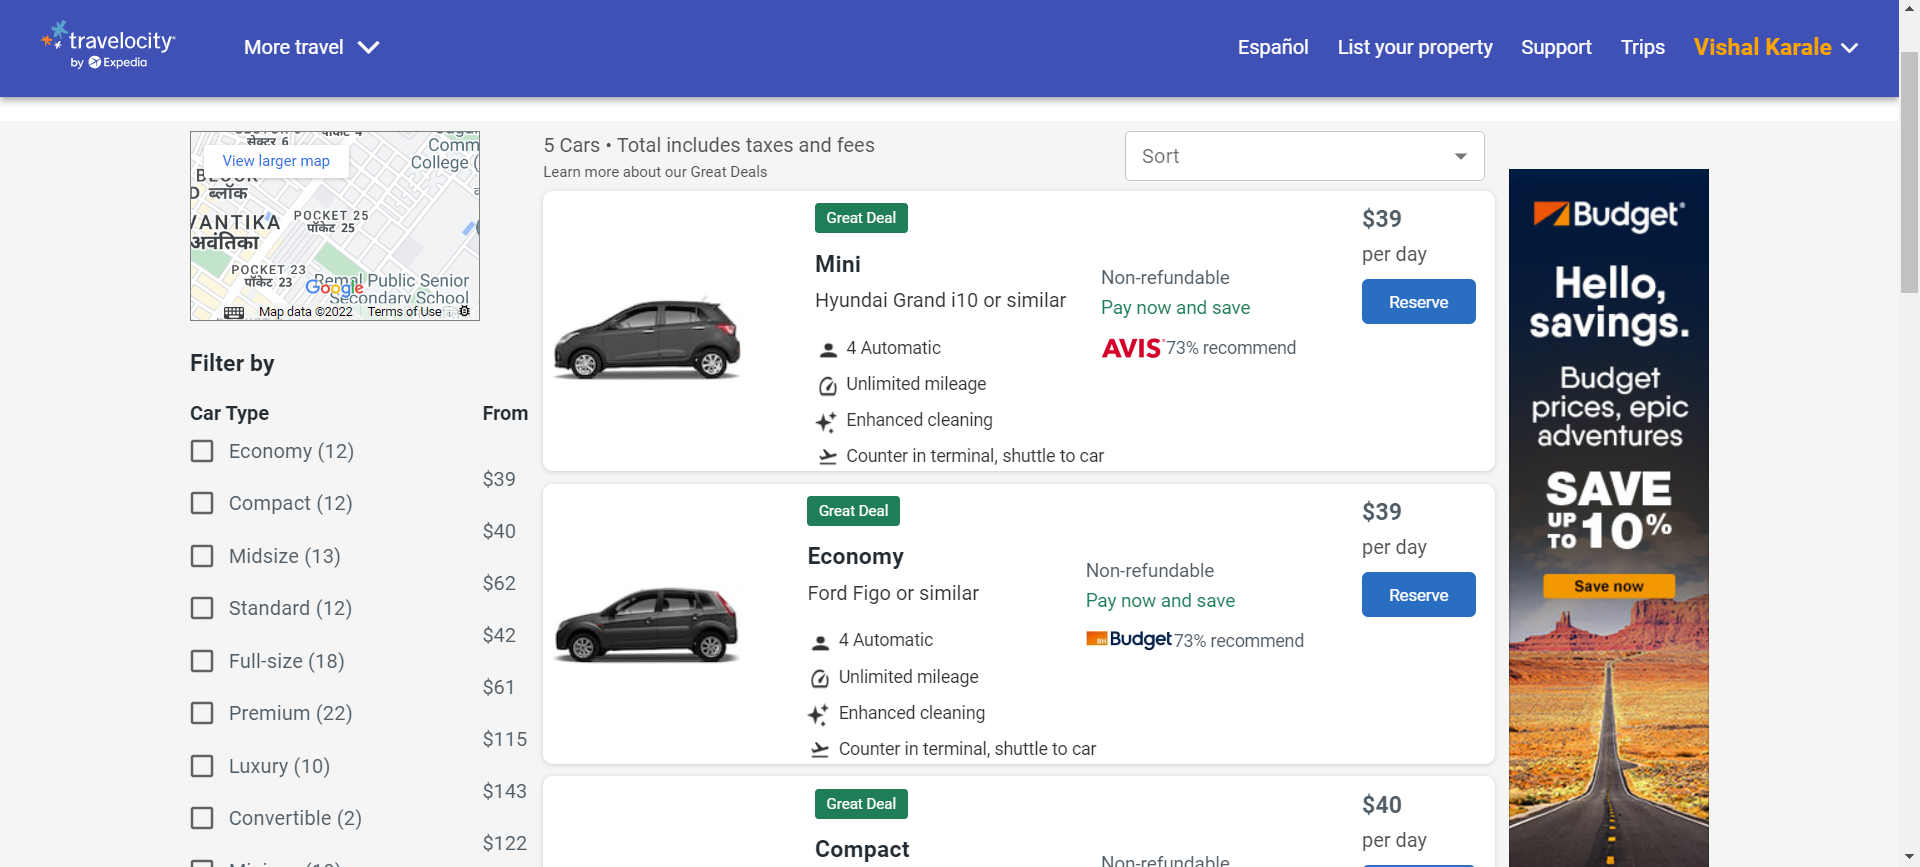 travelocity
by Expedia
More travel
Español
List your property
Support
Trips
Vishal Karale
सेक्टर 6
View larger map
Comm
College (
ब्लॉक
VANTIKA
अवंतिका
POCKET 25
पॉकेट 25
POCKET 23
पॉकेट 23
Remal Public Senior
Secondary School
Google
Map data ©2022
Terms of Use
Filter by
Car Type
From
Economy (12)
$39
Compact (12)
$40
Midsize (13)
$62
Standard (12)
$42
Full-size (18)
$61
Premium (22)
$115
Luxury (10)
$143
Convertible (2)
$122
5 Cars • Total includes taxes and fees
Learn more about our Great Deals
Sort
Great Deal
Mini
Hyundai Grand i10 or similar
4 Automatic
Unlimited mileage
Enhanced cleaning
Counter in terminal, shuttle to car
Non-refundable
Pay now and save
AVIS 73% recommend
$39
per day
Reserve
Great Deal
Economy
Ford Figo or similar
4 Automatic
Unlimited mileage
Enhanced cleaning
Counter in terminal, shuttle to car
Non-refundable
Pay now and save
BH Budget 73% recommend
$39
per day
Reserve
Great Deal
Compact
Non-refundable
$40
per day
Budget
Hello,
savings.
Budget
prices, epic
adventures
SAVE
UP TO 10%
Save now